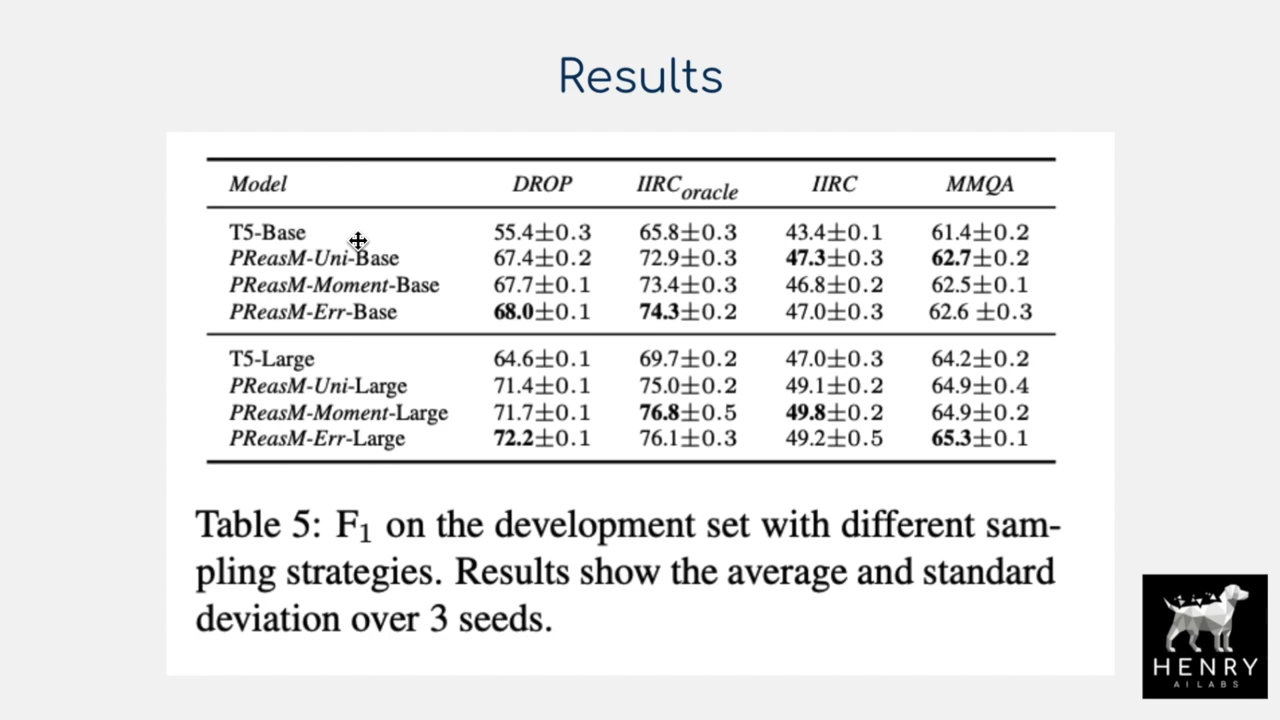 Results
Model DROP IIRC oracle IIRC MMQA
T5-Base 55.4±0.3 65.8±0.3 43.4±0.1 61.4±0.2
PReasM-Uni-Base 67.4±0.2 72.9±0.3 47.3±0.3 62.7±0.2
PReasM-Moment-Base 67.7±0.1 73.4±0.3 46.8±0.2 62.5±0.1
PReasM-Err-Base 68.0±0.1 74.3±0.2 47.0±0.3 62.6 ±0.3
T5-Large 64.6±0.1 69.7±0.2 47.0±0.3 64.2±0.2
PReasM-Uni-Large 71.4±0.1 75.0±0.2 49.1±0.2 64.9±0.4
PReasM-Moment-Large 71.7±0.1 76.8±0.5 49.8±0.2 64.9±0.2
PReasM-Err-Large 72.2±0.1 76.1±0.3 49.2±0.5 65.3±0.1
Table 5: F₁ on the development set with different sam-
pling strategies. Results show the average and standard
deviation over 3 seeds.
HENRY
AI LABS